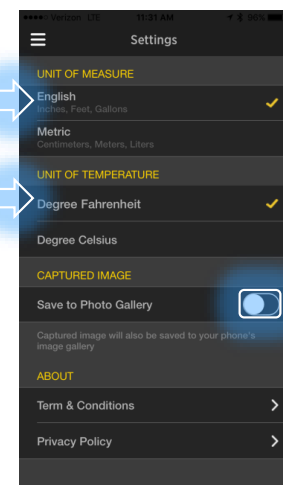 Verizon LTE 11:31 AM 96%
Settings
UNIT OF MEASURE
English
Inches, Feet, Gallons
Metric
Centimeters, Meters, Liters
UNIT OF TEMPERATURE
Degree Fahrenheit
Degree Celsius
CAPTURED IMAGE
Save to Photo Gallery
Captured image will also be saved to your phone's
image gallery
ABOUT
Term & Conditions
Privacy Policy